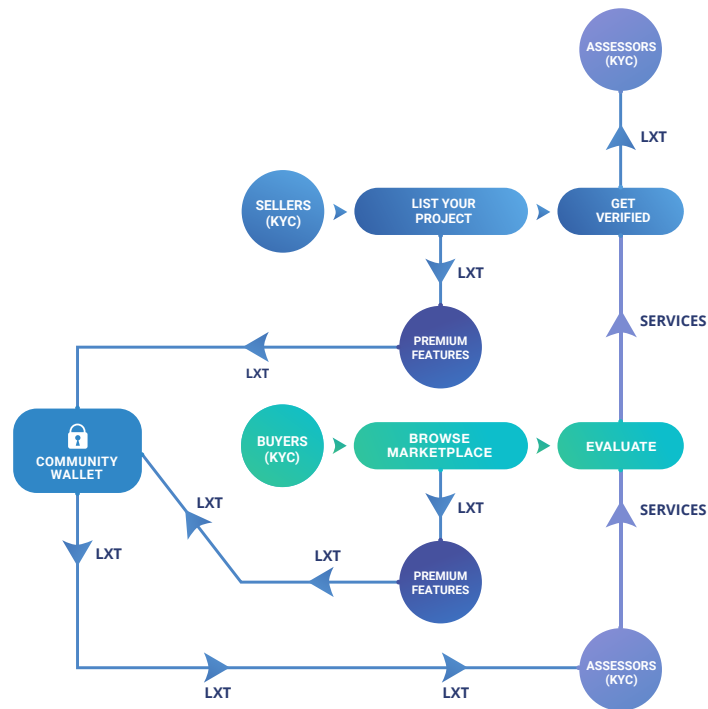 ASSESSORS
(KYC)
LXT
SELLERS
(KYC)
LIST YOUR
PROJECT
GET
VERIFIED
LXT
SERVICES
PREMIUM
FEATURES
LXT
COMMUNITY
WALLET
BUYERS
(KYC)
BROWSE
MARKETPLACE
EVALUATE
LXT
LXT
SERVICES
LXT
LXT
PREMIUM
FEATURES
ASSESSORS
(KYC)
LXT
LXT